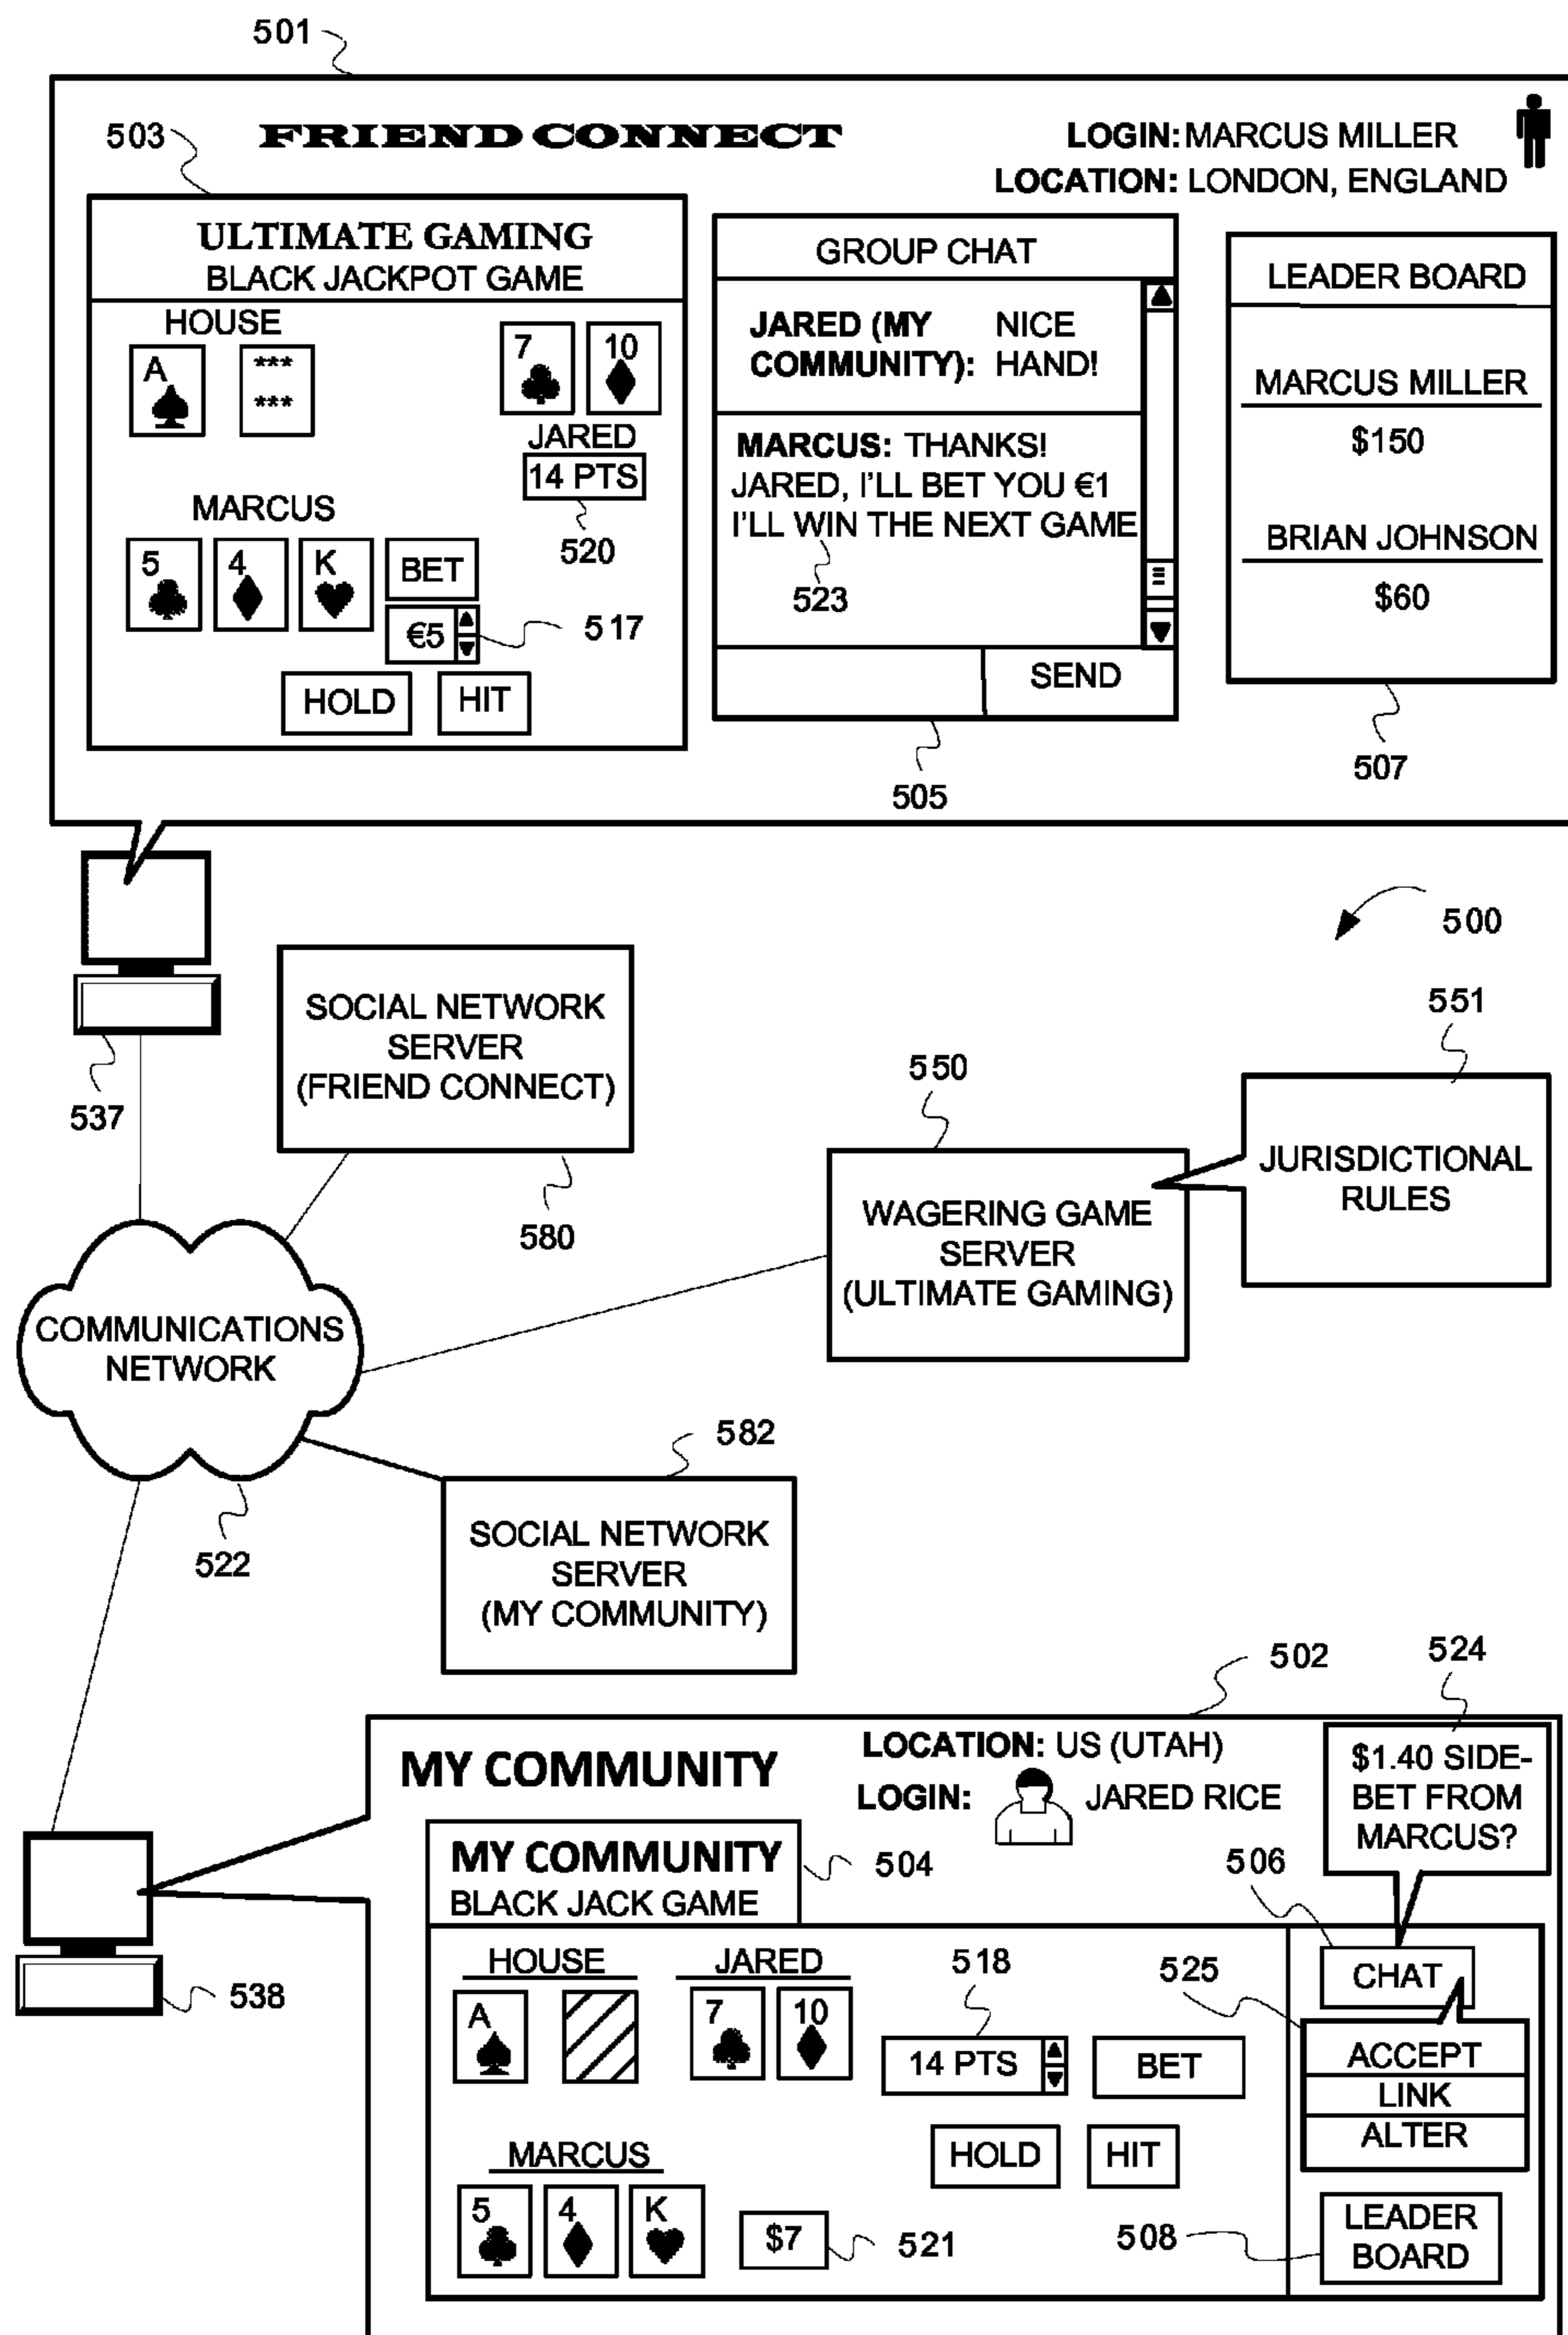 501
503
FRIEND CONNECT
LOGIN: MARCUS MILLER
LOCATION: LONDON, ENGLAND
ULTIMATE GAMING
BLACK JACKPOT GAME
HOUSE
A
***
***
7
10
JARED
14 PTS
520
MARCUS
5
4
K
BET
€5
517
HOLD
HIT
GROUP CHAT
JARED (MY COMMUNITY): NICE HAND!
MARCUS: THANKS!
JARED, I'LL BET YOU €1
I'LL WIN THE NEXT GAME
523
SEND
505
LEADER BOARD
MARCUS MILLER
$150
BRIAN JOHNSON
$60
507
500
537
SOCIAL NETWORK
SERVER
(FRIEND CONNECT)
580
550
WAGERING GAME
SERVER
(ULTIMATE GAMING)
551
JURISDICTIONAL
RULES
COMMUNICATIONS
NETWORK
522
582
SOCIAL NETWORK
SERVER
(MY COMMUNITY)
502
524
MY COMMUNITY
LOCATION: US (UTAH)
LOGIN: JARED RICE
$1.40 SIDE-
BET FROM
MARCUS?
MY COMMUNITY
BLACK JACK GAME
504
506
538
HOUSE
A
JARED
7
10
518
14 PTS
BET
525
CHAT
ACCEPT
LINK
ALTER
HOLD
HIT
MARCUS
5
4
K
$7
521
508
LEADER
BOARD